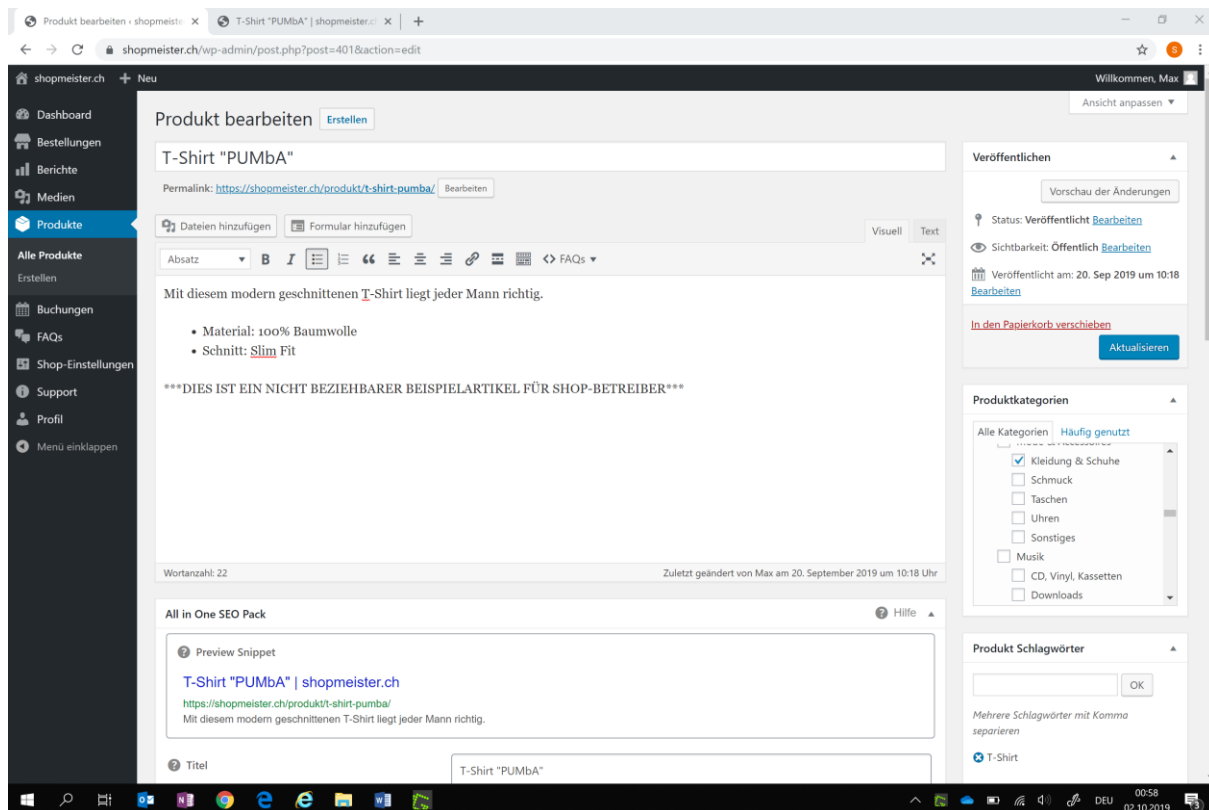 Produkt bearbeiten ‹ shopmeiste
T-Shirt "PUMbA" | shopmeister.c
shopmeister.ch/wp-admin/post.php?post=401&action=edit
S
shopmeister.ch
Neu
Willkommen, Max
Ansicht anpassen
Dashboard
Bestellungen
Berichte
Medien
Produkte
Alle Produkte
Erstellen
Buchungen
FAQs
Shop-Einstellungen
Support
Profil
Menü einklappen
Produkt bearbeiten Erstellen
T-Shirt "PUMbA"
Permalink: https://shopmeister.ch/produkt/t-shirt-pumba/ Bearbeiten
Dateien hinzufügen Formular hinzufügen
Visuell Text
Absatz B I FAQs
Mit diesem modern geschnittenen T-Shirt liegt jeder Mann richtig.
• Material: 100% Baumwolle
• Schnitt: Slim Fit
***DIES IST EIN NICHT BEZIEHBARER BEISPIELARTIKEL FÜR SHOP-BETREIBER***
Wortanzahl: 22 Zuletzt geändert von Max am 20. September 2019 um 10:18 Uhr
All in One SEO Pack Hilfe
Preview Snippet
T-Shirt "PUMbA" | shopmeister.ch
https://shopmeister.ch/produkt/t-shirt-pumba/
Mit diesem modern geschnittenen T-Shirt liegt jeder Mann richtig.
Titel T-Shirt "PUMbA"
Veröffentlichen
Vorschau der Änderungen
Status: Veröffentlicht Bearbeiten
Sichtbarkeit: Öffentlich Bearbeiten
Veröffentlicht am: 20. Sep 2019 um 10:18
Bearbeiten
In den Papierkorb verschieben
Aktualisieren
Produktkategorien
Alle Kategorien Häufig genutzt
Mode & Accessoires
Kleidung & Schuhe
Schmuck
Taschen
Uhren
Sonstiges
Musik
CD, Vinyl, Kassetten
Downloads
Produkt Schlagwörter
OK
Mehrere Schlagwörter mit Komma
separieren
T-Shirt
DEU
00:58
02.10.2019